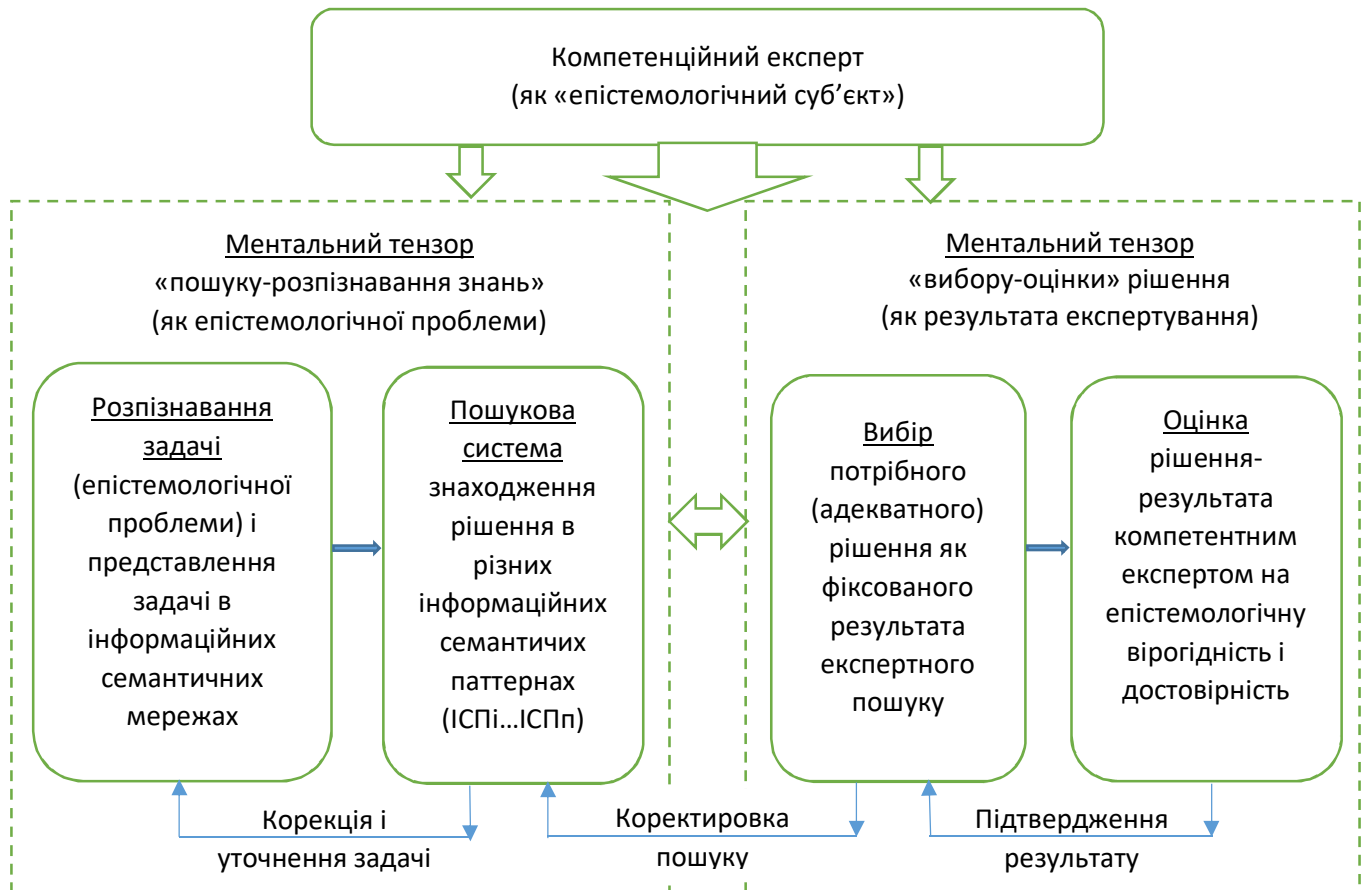 Компетенційний експерт
(як «епістемологічний суб’єкт»)
Ментальний тензор
«пошуку-розпізнавання знань»
(як епістемологічної проблеми)
Ментальний тензор
«вибору-оцінки» рішення
(як результата експертування)
Розпізнавання
задачі
(епістемологічної
проблеми) і
представлення
задачі в
інформаційних
семантичних
мережах
Пошукова
система
знаходження
рішення в
різних
інформаційних
семантичих
паттернах
(ІСПі...ІСПп)
Вибір
потрібного
(адекватного)
рішення як
фіксованого
результата
експертного
пошуку
Оцінка
рішення-
результата
компетентним
експертом на
епістемологічну
вірогідність і
достовірність
Корекція і
уточнення задачі
Коректировка
пошуку
Підтвердження
результату